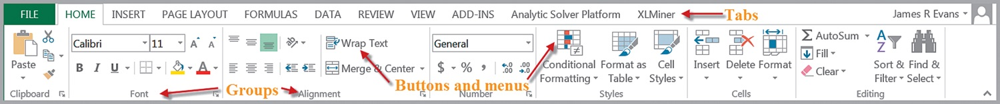 FILE HOME INSERT PAGE LAYOUT FORMULAS DATA REVIEW VIEW ADD-INS Analytic Solver Platform XLMiner Tabs James R Evans
Calibri 11 A A Wrap Text General Σ AutoSum A Z
Paste Fill
B I U A Merge & Center $ % , .0 .00 .00 .0 Conditional Format as Cell Insert Delete Format Clear Sort & Find &
Formatting Table Styles Filter Select
Groups Buttons and menus
Clipboard Font Alignment Number Styles Cells Editing